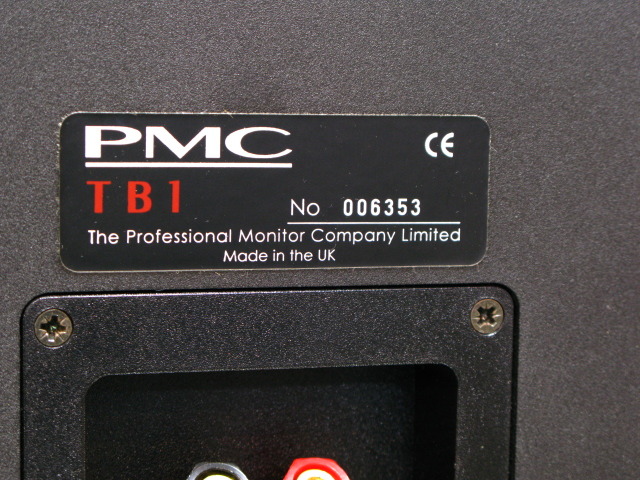 PMC CE
TB1 No 006353
The Professional Monitor Company Limited
Made in the UK